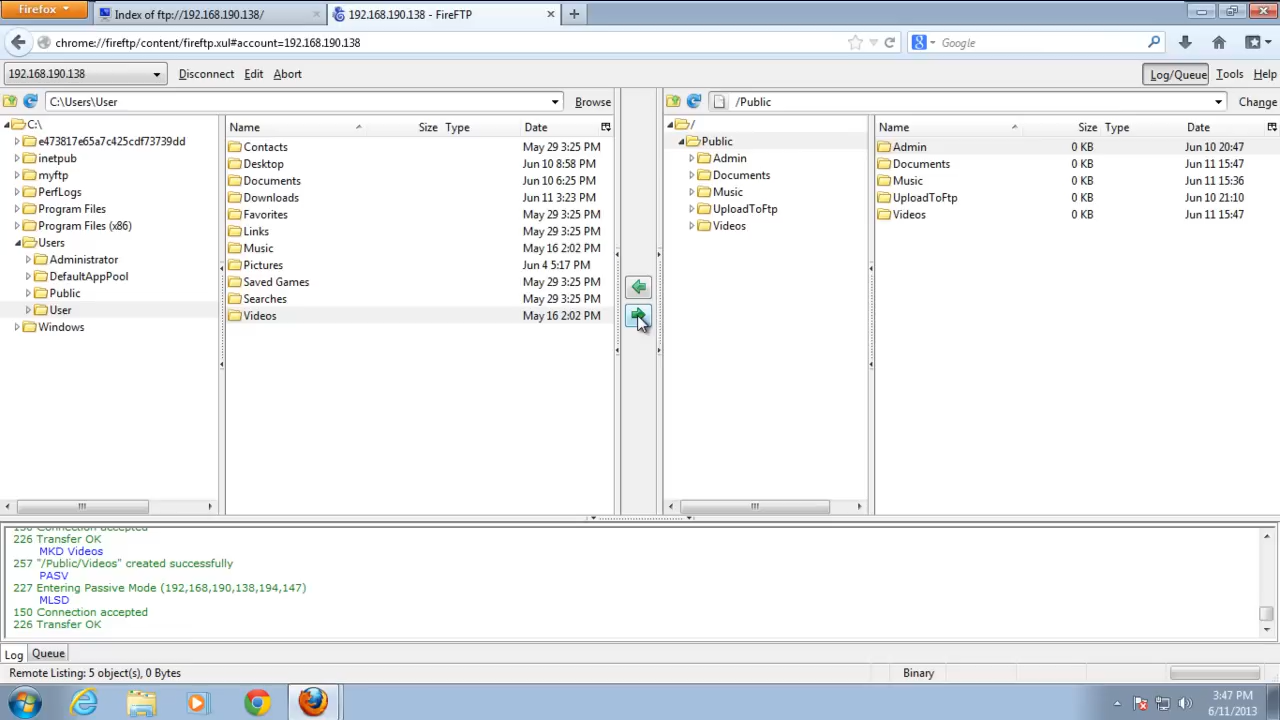 Firefox
Index of ftp://192.168.190.138/
192.168.190.138 - FireFTP
chrome://fireftp/content/fireftp.xul#account=192.168.190.138
Google
192.168.190.138
Disconnect
Edit
Abort
Log/Queue
Tools
Help
C:\Users\User
Browse
/Public
Change
C:\
e473817e65a7c425cdf73739dd
inetpub
myftp
PerfLogs
Program Files
Program Files (x86)
Users
Administrator
DefaultAppPool
Public
User
Windows
Name Size Type Date
Contacts May 29 3:25 PM
Desktop Jun 10 8:58 PM
Documents Jun 10 6:25 PM
Downloads Jun 11 3:23 PM
Favorites May 29 3:25 PM
Links May 29 3:25 PM
Music May 16 2:02 PM
Pictures Jun 4 5:17 PM
Saved Games May 29 3:25 PM
Searches May 29 3:25 PM
Videos May 16 2:02 PM
/
Public
Admin
Documents
Music
UploadToFtp
Videos
Name Size Type Date
Admin 0 KB Jun 10 20:47
Documents 0 KB Jun 11 15:47
Music 0 KB Jun 11 15:36
UploadToFtp 0 KB Jun 10 21:10
Videos 0 KB Jun 11 15:47
150 Connection accepted
226 Transfer OK
MKD Videos
257 "/Public/Videos" created successfully
PASV
227 Entering Passive Mode (192,168,190,138,194,147)
MLSD
150 Connection accepted
226 Transfer OK
Log
Queue
Remote Listing: 5 object(s), 0 Bytes
Binary
3:47 PM
6/11/2013